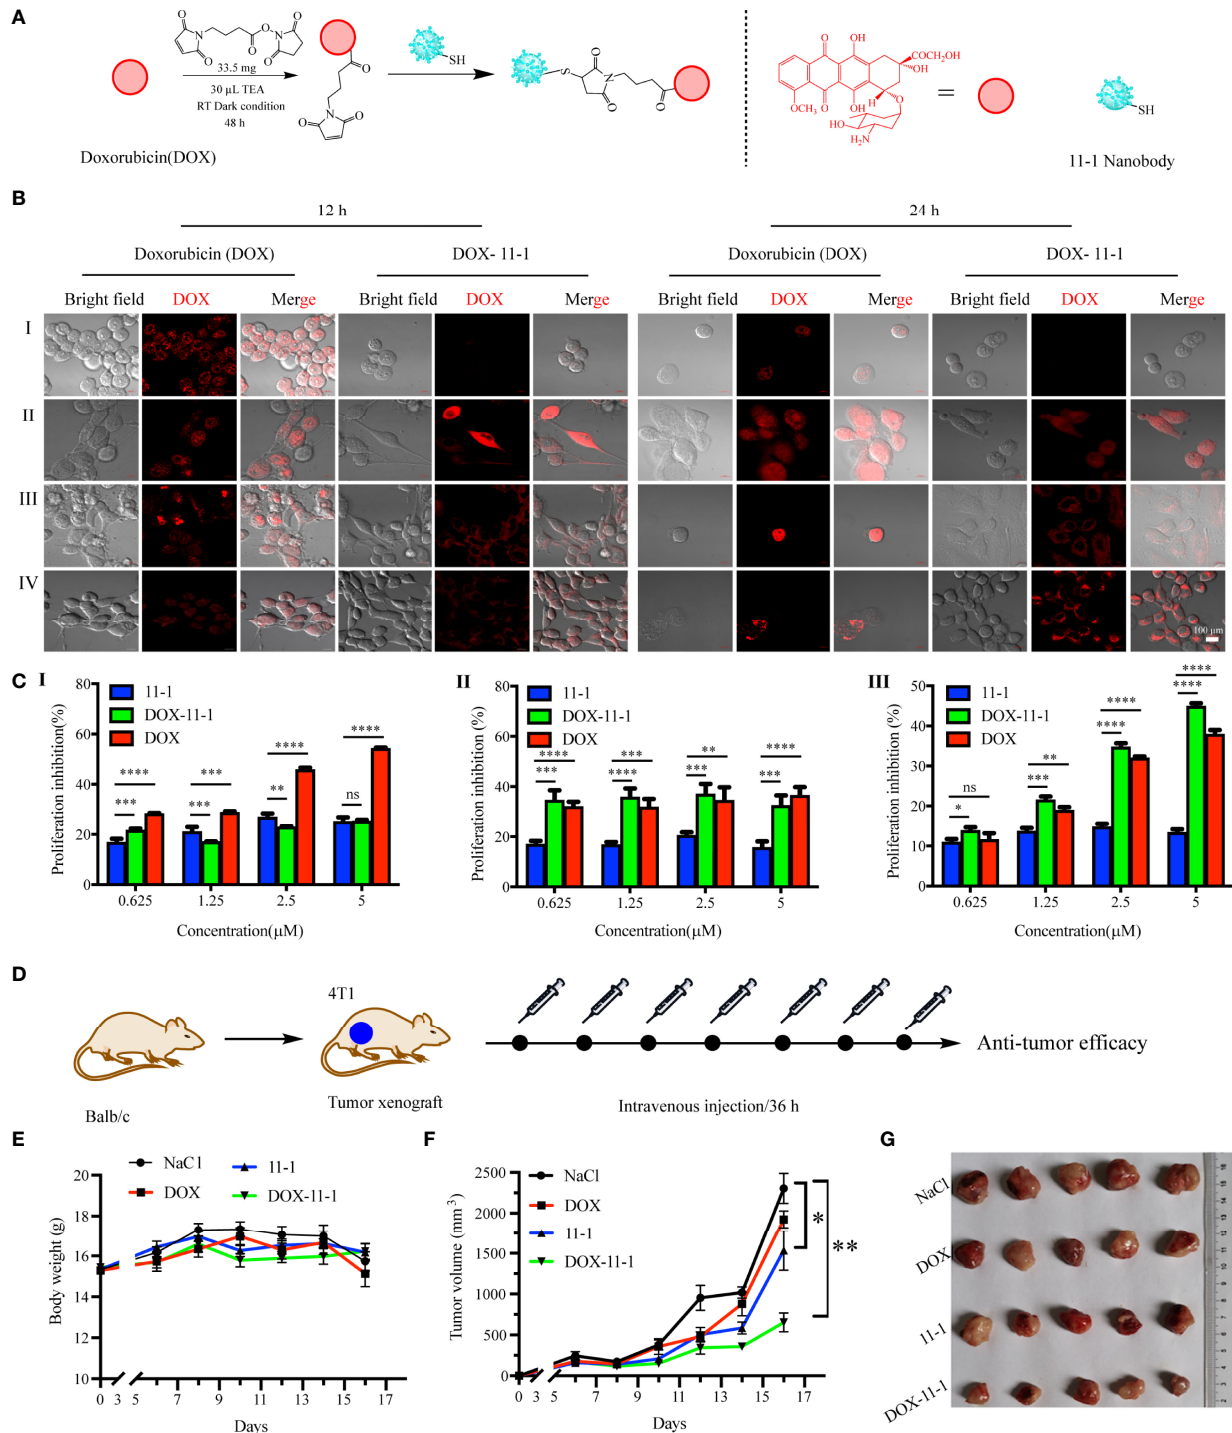 A
33.5 mg
30 µL TEA
RT Dark condition
48 h
Doxorubicin(DOX)
O
N
O
O
O
O
N
O
O
O
N
O
SH
S
O
N
O
O
O
OH
COCH₂OH
OH
OCH₃
O
OH
H
O
HO
H₂N
=
SH
11-1 Nanobody
B
12 h
24 h
Doxorubicin (DOX)
DOX- 11-1
Doxorubicin (DOX)
DOX- 11-1
Bright field
DOX
Merge
Bright field
DOX
Merge
Bright field
DOX
Merge
Bright field
DOX
Merge
I
II
III
IV
100 µm
C
I
80
60
40
20
0
Proliferation inhibition(%)
11-1
DOX-11-1
DOX
****
***
***
***
****
**
****
ns
0.625
1.25
2.5
5
Concentration(µM)
II
80
60
40
20
0
Proliferation inhibition (%)
11-1
DOX-11-1
DOX
****
***
***
****
**
***
****
***
0.625
1.25
2.5
5
Concentration(µM)
III
50
40
30
20
10
0
Proliferation inhibition (%)
11-1
DOX-11-1
DOX
ns
*
**
***
****
****
****
****
0.625
1.25
2.5
5
Concentration(µM)
D
4T1
Balb/c
Tumor xenograft
Intravenous injection/36 h
Anti-tumor efficacy
E
NaCl
DOX
11-1
DOX-11-1
20
18
16
14
12
10
Body weight (g)
0 3 5 7 9 11 13 15 17
Days
F
NaCl
DOX
11-1
DOX-11-1
2500
2000
1500
1000
500
0
Tumor volume (mm³)
*
**
0 3 5 7 9 11 13 15 17
Days
G
NaCl
DOX
11-1
DOX-11-1